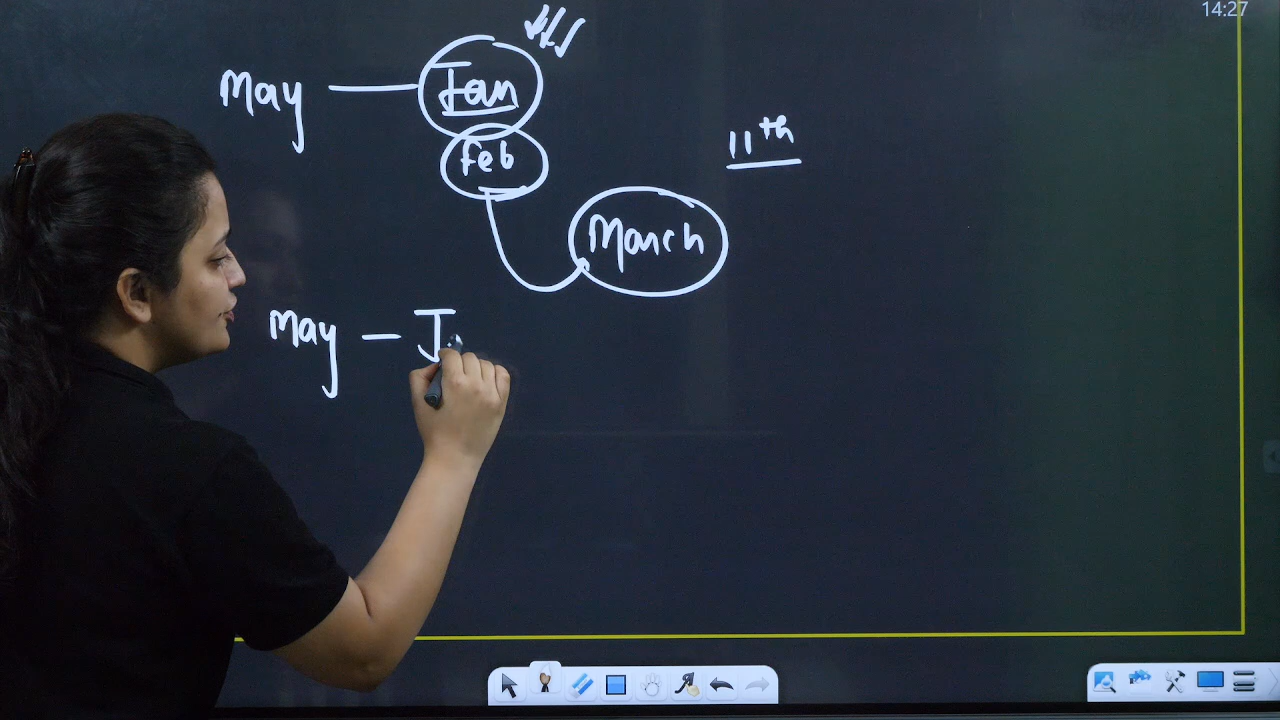 14:27
May — Jan
Feb
11th
March
May — J